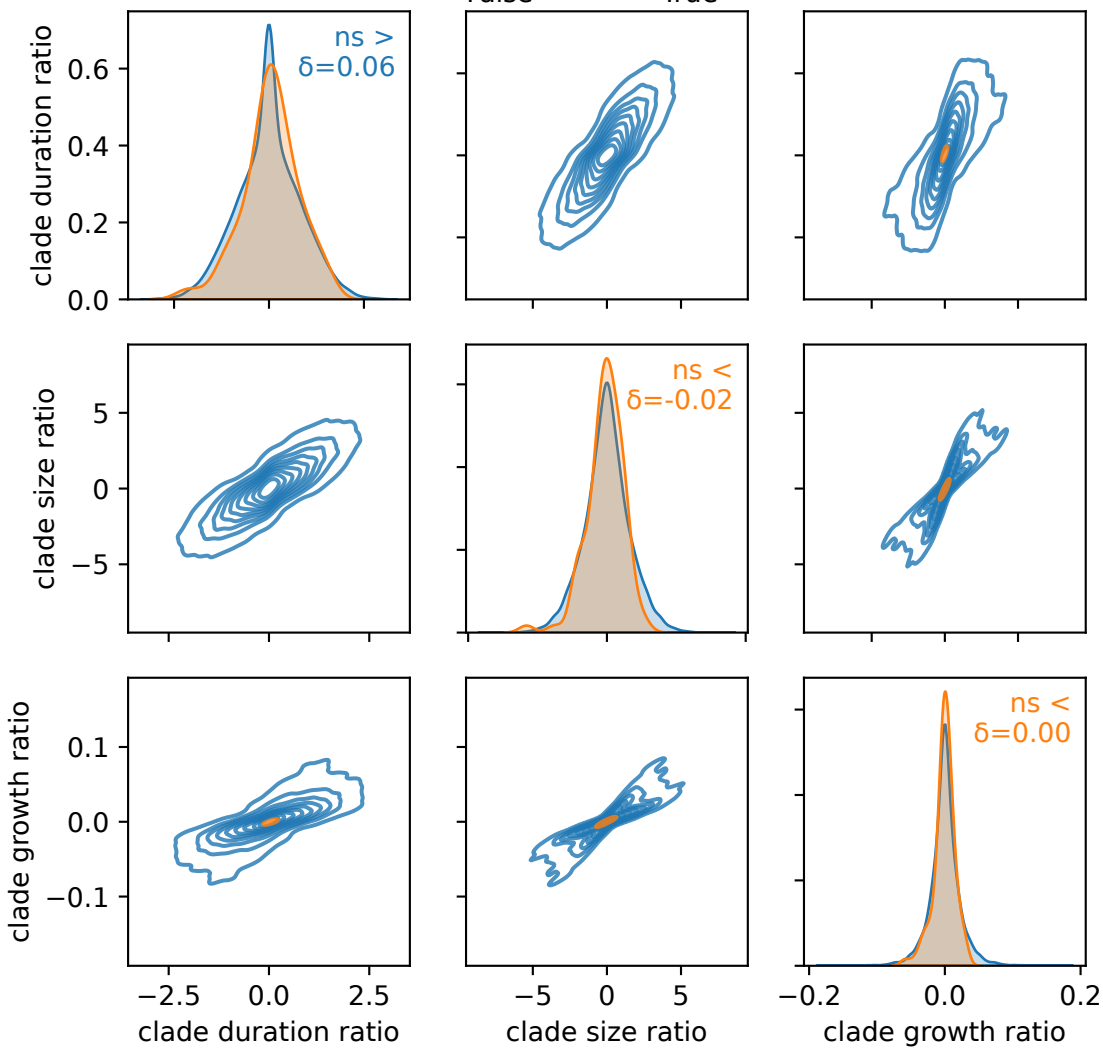 True
clade duration ratio
0.6
0.4
0.2
0.0
ns >
δ=0.06
clade size ratio
5
0
−5
ns <
δ=-0.02
clade growth ratio
0.1
0.0
−0.1
ns <
δ=0.00
−2.5 0.0 2.5
clade duration ratio
−5 0 5
clade size ratio
−0.2 0.0 0.2
clade growth ratio